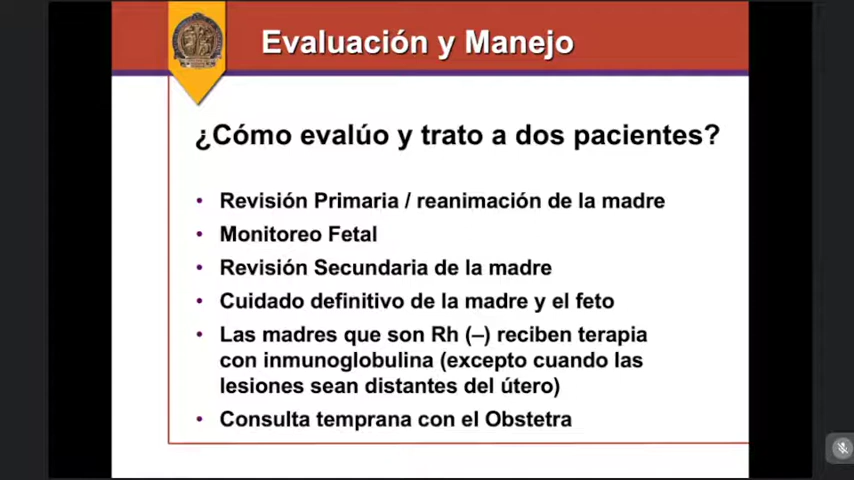 Evaluación y Manejo
¿Cómo evalúo y trato a dos pacientes?
• Revisión Primaria / reanimación de la madre
• Monitoreo Fetal
• Revisión Secundaria de la madre
• Cuidado definitivo de la madre y el feto
• Las madres que son Rh (–) reciben terapia
con inmunoglobulina (excepto cuando las
lesiones sean distantes del útero)
• Consulta temprana con el Obstetra